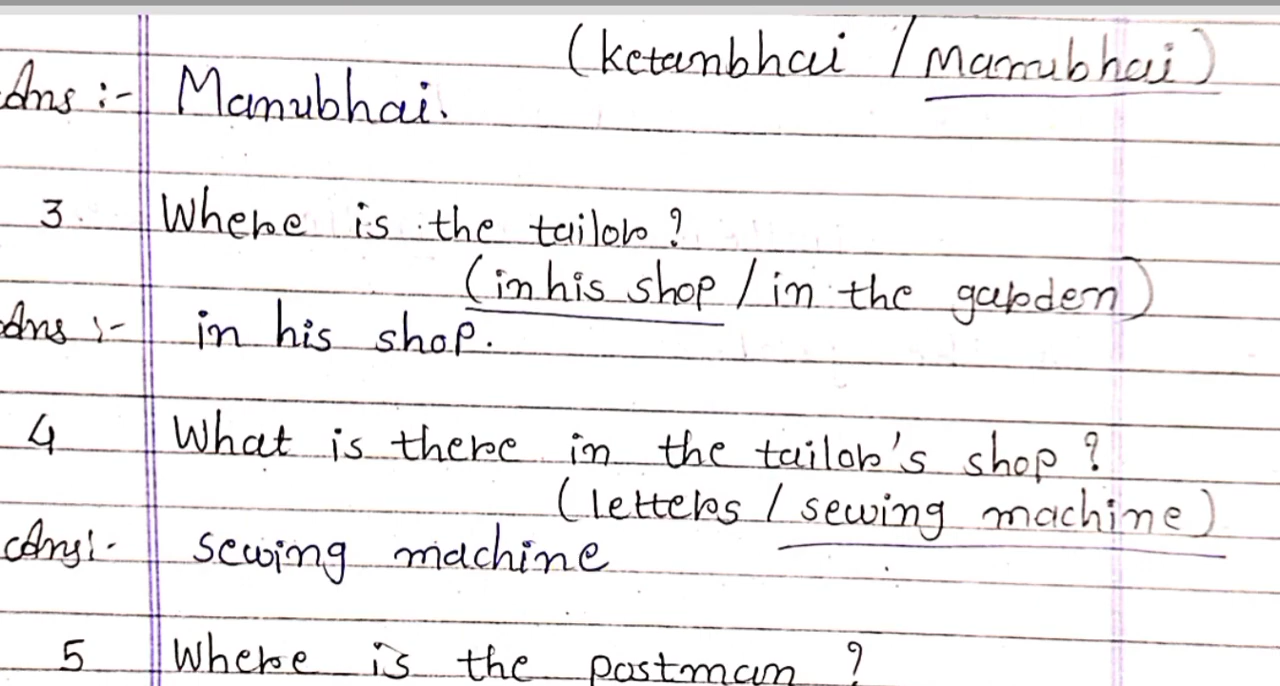 (ketanbhai / Manubhai)
Ans :- Manubhai.
3. Where is the tailor ?
(in his shop / in the garden)
Ans :- in his shop.
4 What is there in the tailor's shop ?
(letters / sewing machine)
Ans:- sewing machine
5 Where is the postman ?